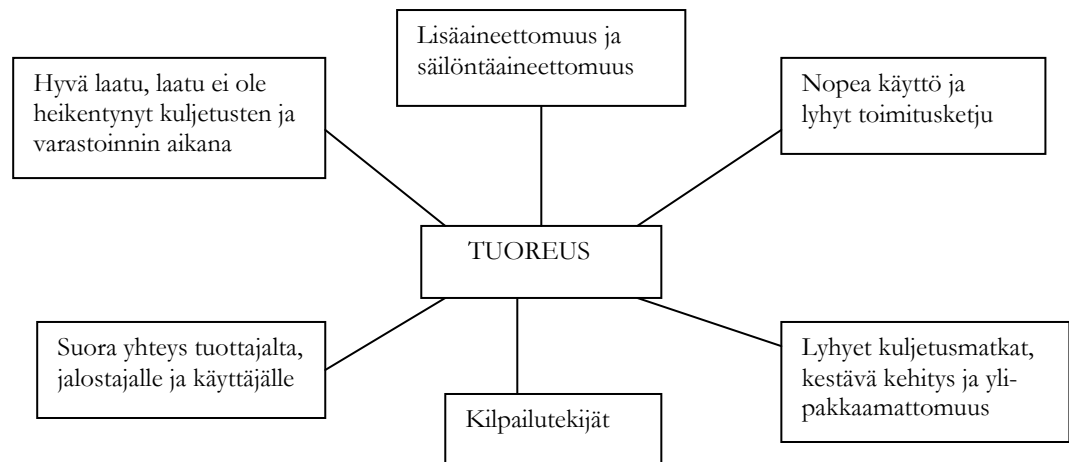 Lisäaineettomuus ja
säilöntäaineettomuus
Hyvä laatu, laatu ei ole
heikentynyt kuljetusten ja
varastoinnin aikana
Nopea käyttö ja
lyhyt toimitusketju
TUOREUS
Suora yhteys tuottajalta,
jalostajalle ja käyttäjälle
Kilpailutekijät
Lyhyet kuljetusmatkat,
kestävä kehitys ja yli-
pakkaamattomuus